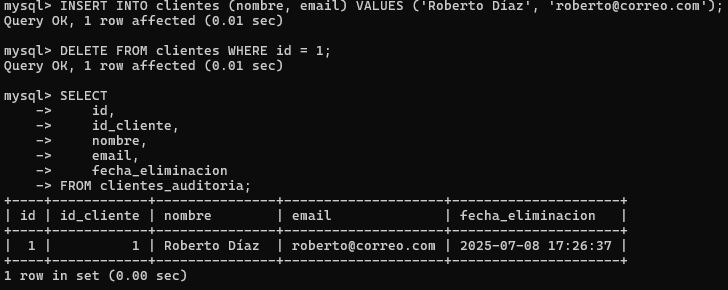 mysql> INSERT INTO clientes (nombre, email) VALUES ('Roberto Díaz', 'roberto@correo.com');
Query OK, 1 row affected (0.01 sec)

mysql> DELETE FROM clientes WHERE id = 1;
Query OK, 1 row affected (0.01 sec)

mysql> SELECT
    ->     id,
    ->     id_cliente,
    ->     nombre,
    ->     email,
    ->     fecha_eliminacion
    -> FROM clientes_auditoria;
+----+------------+--------------+--------------------+---------------------+
| id | id_cliente | nombre       | email              | fecha_eliminacion   |
+----+------------+--------------+--------------------+---------------------+
|  1 |          1 | Roberto Díaz | roberto@correo.com | 2025-07-08 17:26:37 |
+----+------------+--------------+--------------------+---------------------+
1 row in set (0.00 sec)